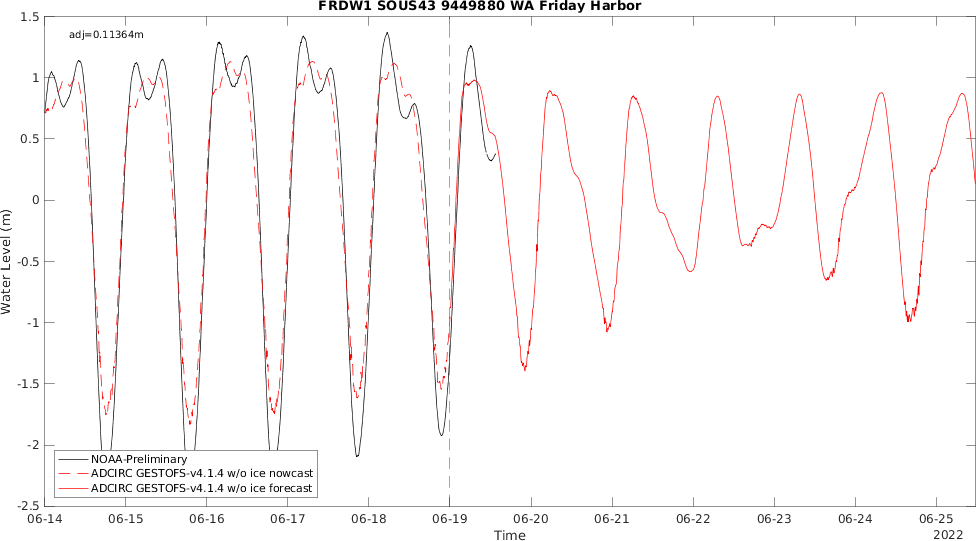 FRDW1 SOUS43 9449880 WA Friday Harbor
adj=0.11364m
1.5
1
0.5
0
-0.5
-1
-1.5
-2
-2.5
Water Level (m)
NOAA-Preliminary
ADCIRC GESTOFS-v4.1.4 w/o ice nowcast
ADCIRC GESTOFS-v4.1.4 w/o ice forecast
06-14 06-15 06-16 06-17 06-18 06-19 06-20 06-21 06-22 06-23 06-24 06-25
Time
2022